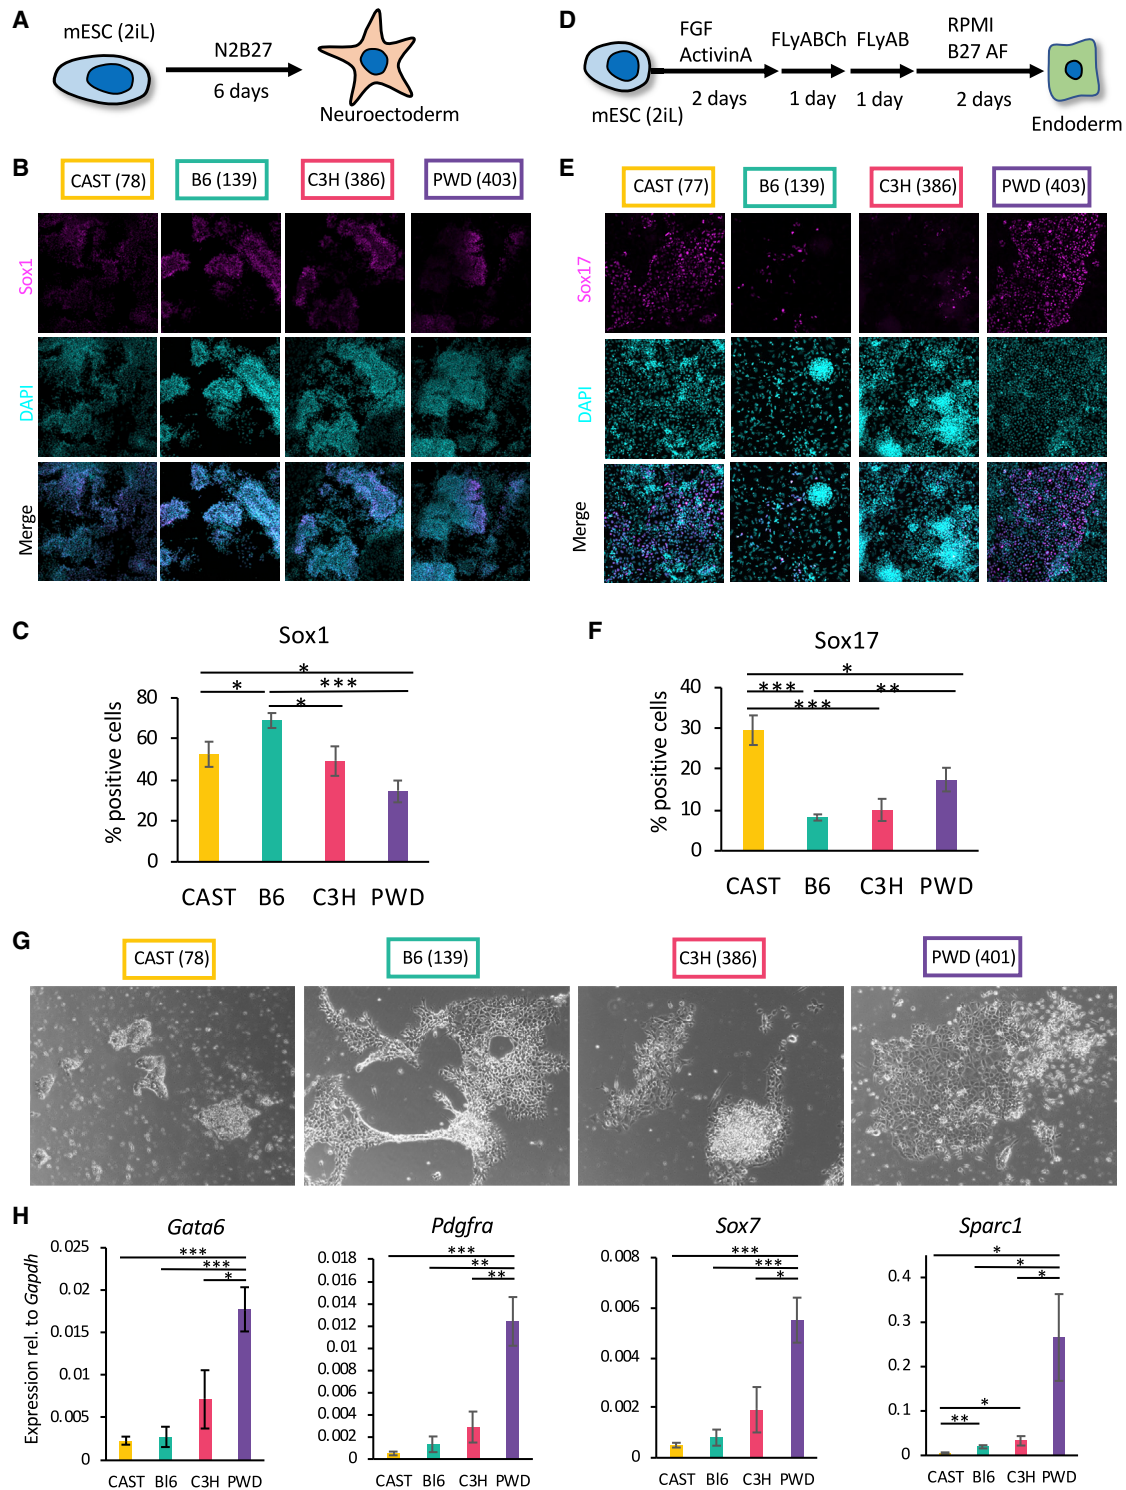 A
mESC (2iL)
N2B27
6 days
Neuroectoderm
D
FGF
ActivinA
FLyABCh
FLyAB
RPMI
B27 AF
2 days
1 day
1 day
2 days
mESC (2iL)
Endoderm
B
CAST (78)
B6 (139)
C3H (386)
PWD (403)
Sox1
DAPI
Merge
E
CAST (77)
B6 (139)
C3H (386)
PWD (403)
Sox17
DAPI
Merge
C
Sox1
*
* ***
*
% positive cells
80
60
40
20
0
CAST B6 C3H PWD
F
Sox17
*
*** **
***
% positive cells
40
30
20
10
0
CAST B6 C3H PWD
G
CAST (78)
B6 (139)
C3H (386)
PWD (401)
H
Expression rel. to Gapdh
Gata6
***
***
*
0.025
0.02
0.015
0.01
0.005
0
CAST Bl6 C3H PWD
Pdgfra
***
**
**
0.018
0.016
0.014
0.012
0.010
0.008
0.006
0.004
0.002
0
CAST Bl6 C3H PWD
Sox7
***
***
*
0.008
0.006
0.004
0.002
0
CAST Bl6 C3H PWD
Sparc1
*
*
*
*
**
0.4
0.3
0.2
0.1
0
CAST Bl6 C3H PWD